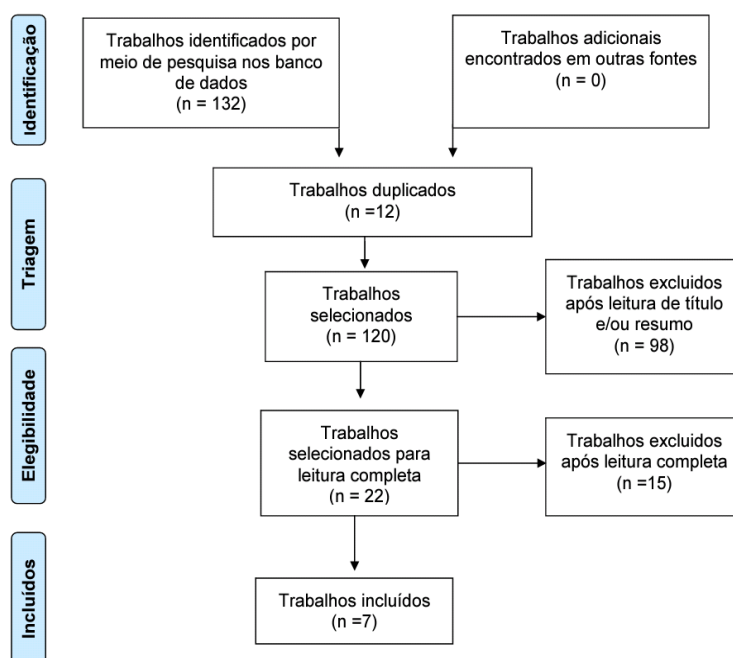 Identificação
Trabalhos identificados por
meio de pesquisa nos banco
de dados
(n = 132)
Trabalhos adicionais
encontrados em outras fontes
(n = 0)
Triagem
Trabalhos duplicados
(n =12)
Trabalhos
selecionados
(n = 120)
Trabalhos excluidos
após leitura de título
e/ou resumo
(n = 98)
Elegibilidade
Trabalhos
selecionados para
leitura completa
(n = 22)
Trabalhos excluidos
após leitura completa
(n =15)
Incluídos
Trabalhos incluídos
(n =7)